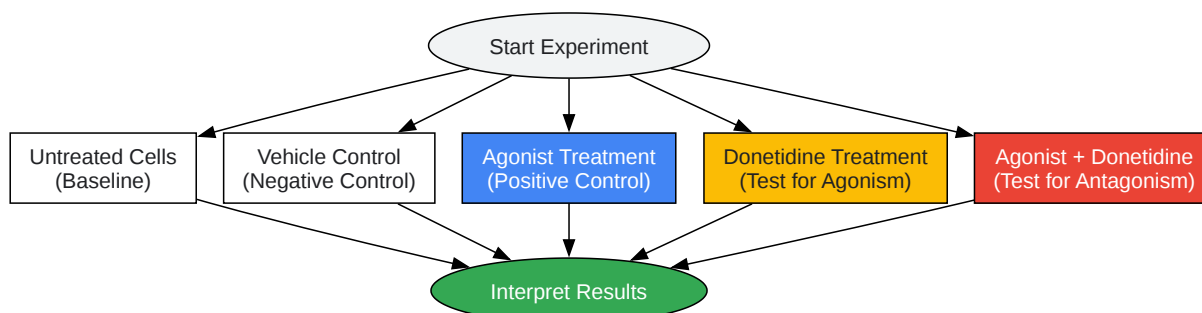 Start Experiment
Untreated Cells
(Baseline)
Vehicle Control
(Negative Control)
Agonist Treatment
(Positive Control)
Donetidine Treatment
(Test for Agonism)
Agonist + Donetidine
(Test for Antagonism)
Interpret Results